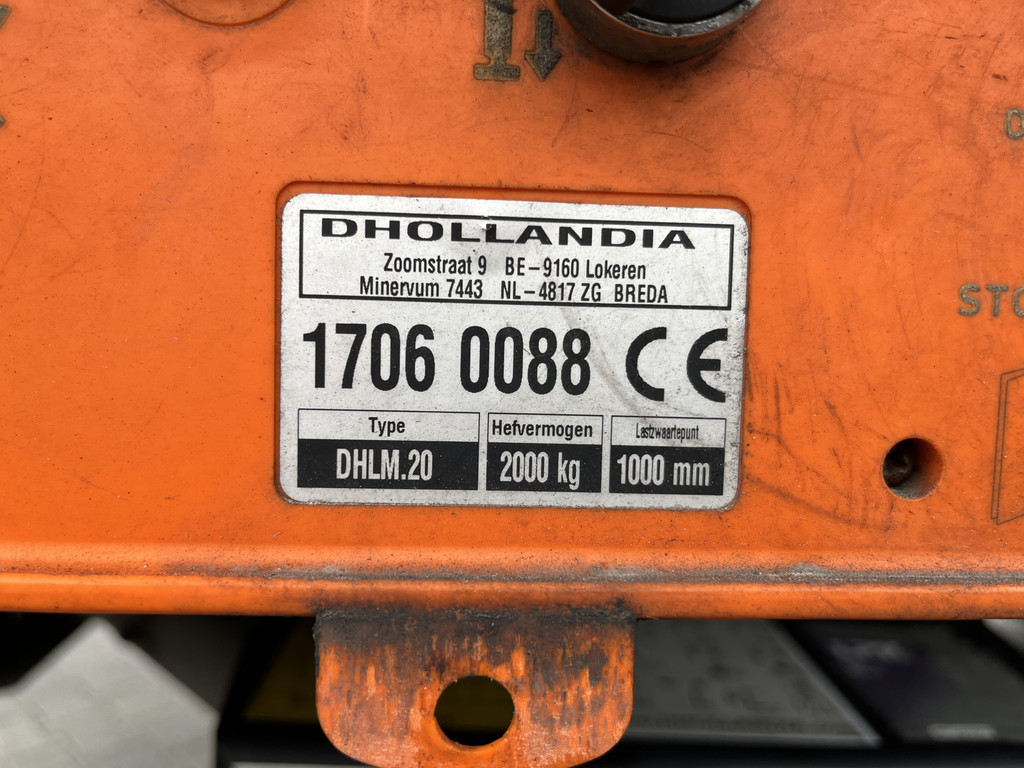 DHOLLANDIA
Zoomstraat 9 BE-9160 Lokeren
Minervum 7443 NL-4817 ZG BREDA
1706 0088 CE
Type Hefvermogen Lastzwaartepunt
DHLM.20 2000 kg 1000 mm